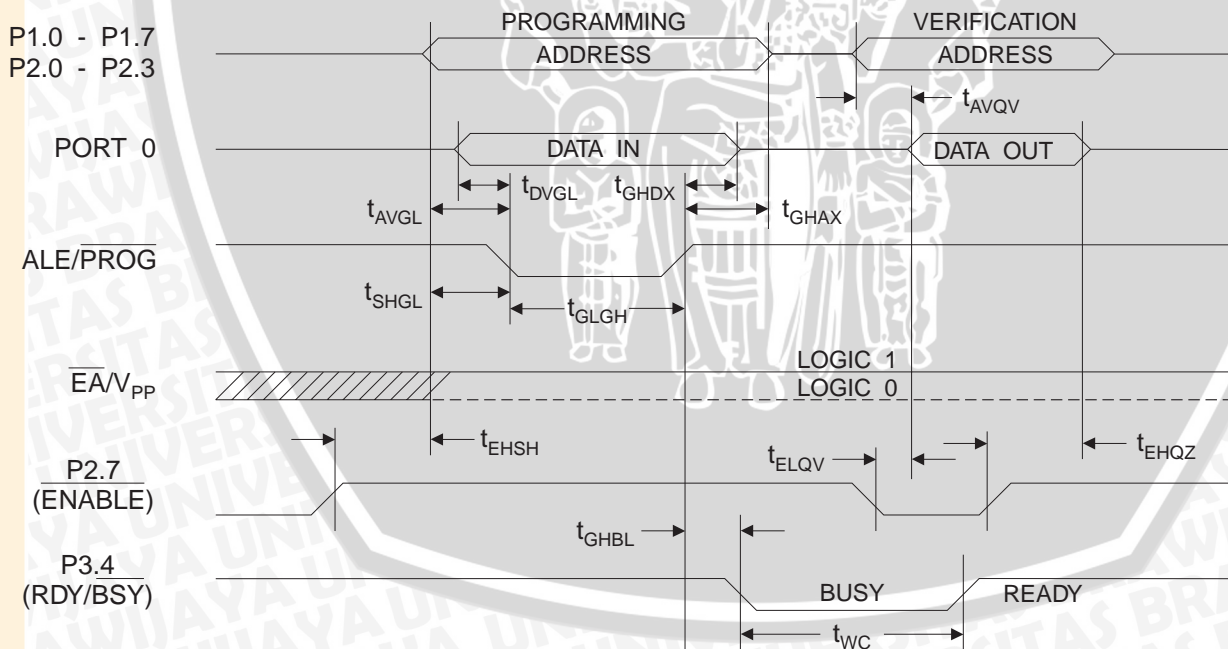 PROGRAMMING
VERIFICATION
P1.0 - P1.7
P2.0 - P2.3
ADDRESS
ADDRESS
tAVQV
PORT 0
DATA IN
DATA OUT
tDVGL
tGHDX
tAVGL
tGHAX
ALE/PROG
tSHGL
tGLGH
LOGIC 1
EA/VPP
LOGIC 0
tEHSH
tELQV
tEHQZ
P2.7
(ENABLE)
tGHBL
P3.4
(RDY/BSY)
BUSY
READY
tWC